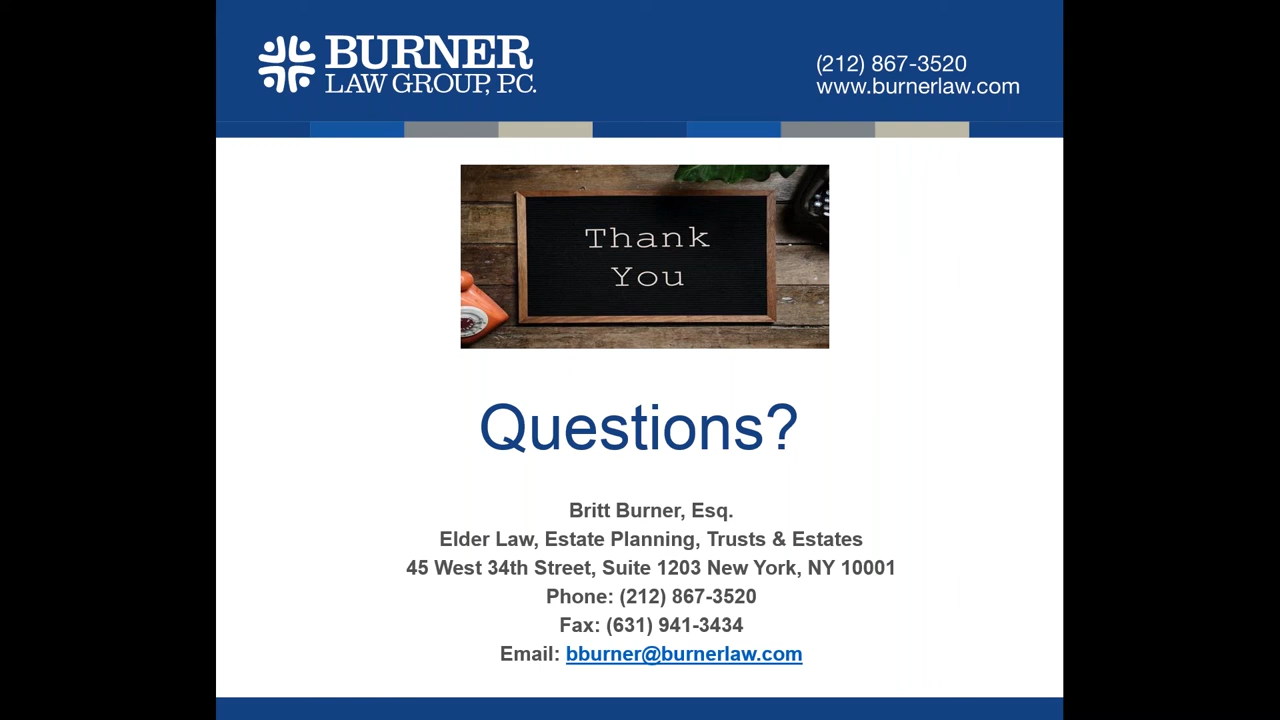 BURNER
LAW GROUP, P.C.
(212) 867-3520
www.burnerlaw.com
Thank
You
Questions?
Britt Burner, Esq.
Elder Law, Estate Planning, Trusts & Estates
45 West 34th Street, Suite 1203 New York, NY 10001
Phone: (212) 867-3520
Fax: (631) 941-3434
Email: bburner@burnerlaw.com